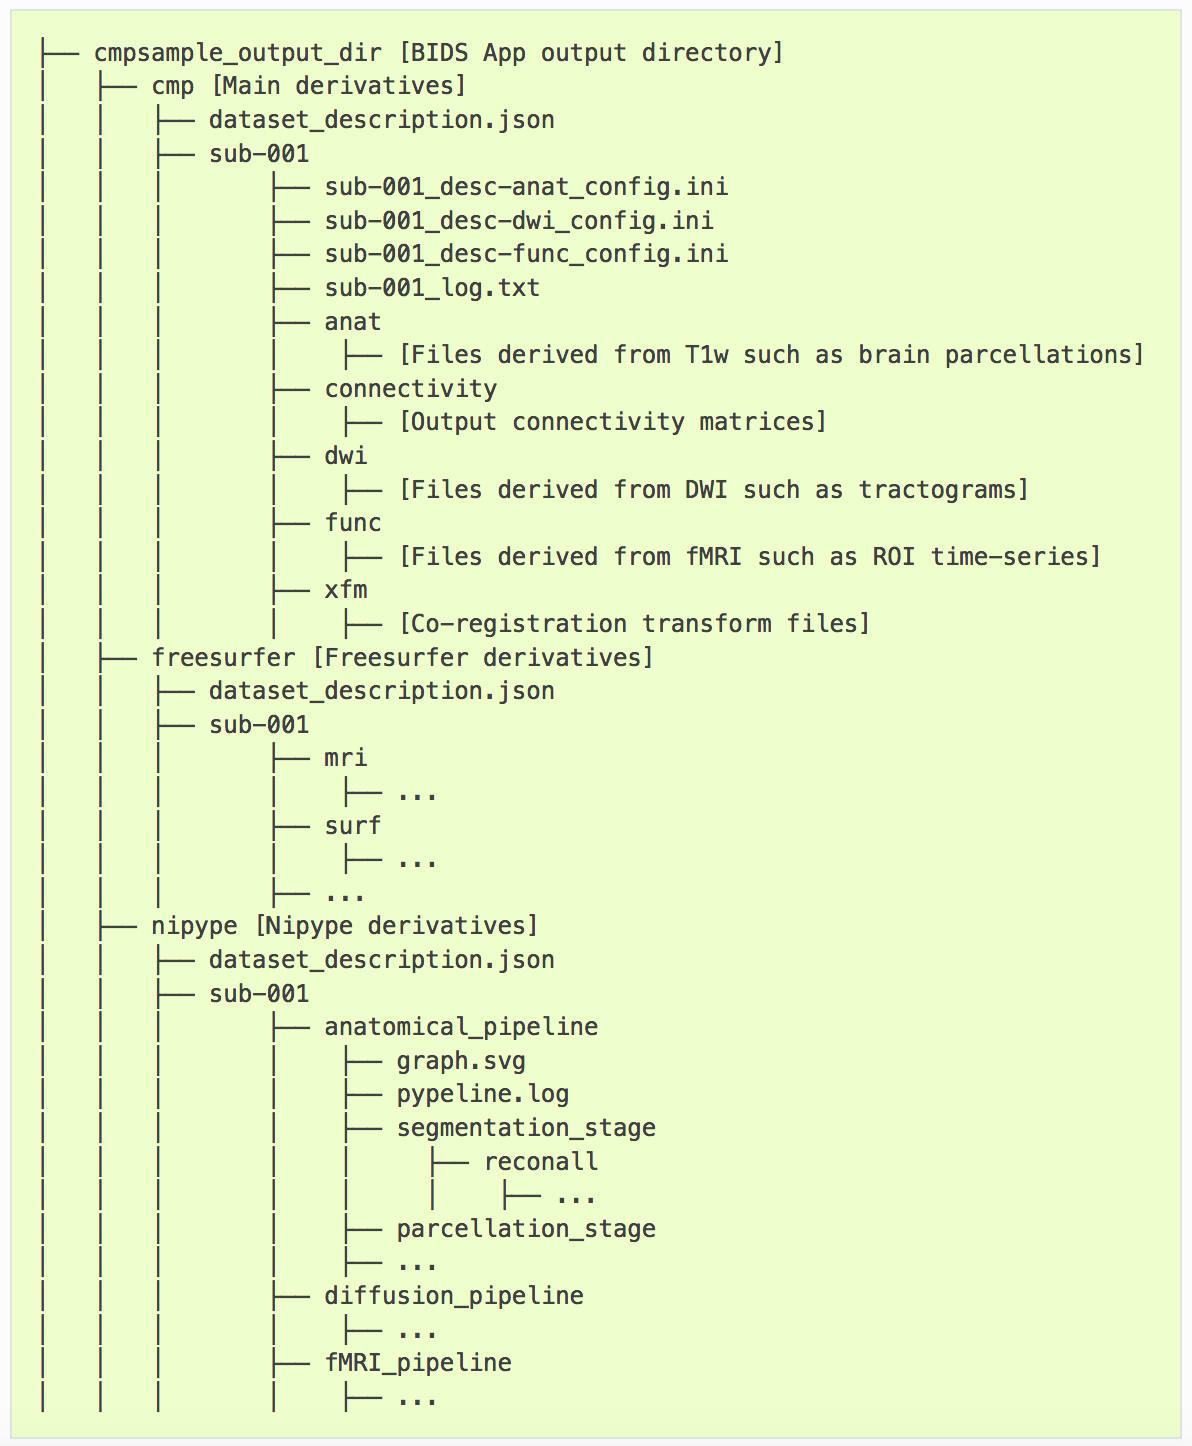 ├── cmpsample_output_dir [BIDS App output directory]
│   ├── cmp [Main derivatives]
│   │   ├── dataset_description.json
│   │   ├── sub-001
│   │   │       ├── sub-001_desc-anat_config.ini
│   │   │       ├── sub-001_desc-dwi_config.ini
│   │   │       ├── sub-001_desc-func_config.ini
│   │   │       ├── sub-001_log.txt
│   │   │       ├── anat
│   │   │       │    ├── [Files derived from T1w such as brain parcellations]
│   │   │       ├── connectivity
│   │   │       │    ├── [Output connectivity matrices]
│   │   │       ├── dwi
│   │   │       │    ├── [Files derived from DWI such as tractograms]
│   │   │       ├── func
│   │   │       │    ├── [Files derived from fMRI such as ROI time-series]
│   │   │       ├── xfm
│   │   │       │    ├── [Co-registration transform files]
│   ├── freesurfer [Freesurfer derivatives]
│   │   ├── dataset_description.json
│   │   ├── sub-001
│   │   │       ├── mri
│   │   │       │    ├── ...
│   │   │       ├── surf
│   │   │       │    ├── ...
│   │   │       ├── ...
│   ├── nipype [Nipype derivatives]
│   │   ├── dataset_description.json
│   │   ├── sub-001
│   │   │       ├── anatomical_pipeline
│   │   │       │    ├── graph.svg
│   │   │       │    ├── pypeline.log
│   │   │       │    ├── segmentation_stage
│   │   │       │    │     ├── reconall
│   │   │       │    │     │    ├── ...
│   │   │       │    ├── parcellation_stage
│   │   │       │    ├── ...
│   │   │       ├── diffusion_pipeline
│   │   │       │    ├── ...
│   │   │       ├── fMRI_pipeline
│   │   │       │    ├── ...